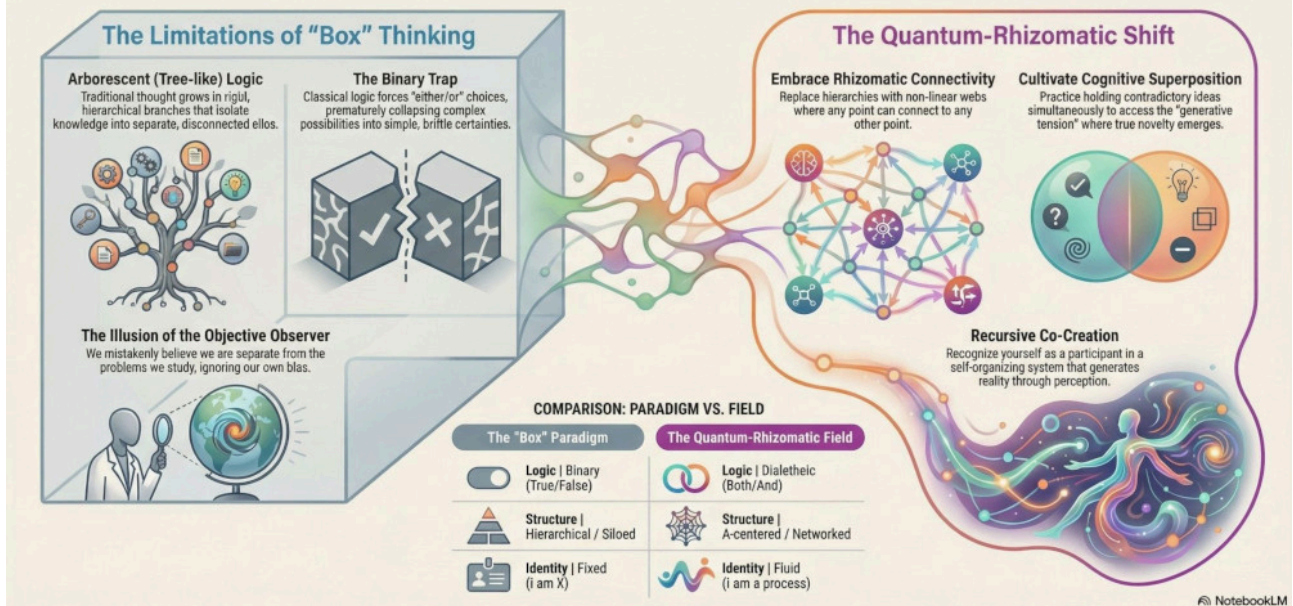 The Limitations of "Box" Thinking
Arborescent (Tree-like) Logic
Traditional thought grows in rigid,
hierarchical branches that isolate
knowledge into separate, disconnected ellos.
The Binary Trap
Classical logic forces "either/or" choices,
prematurely collapsing complex
possibilities into simple, brittle certainties.
The Illusion of the Objective Observer
We mistakenly believe we are separate from the
problems we study, ignoring our own blas.
The Quantum-Rhizomatic Shift
Embrace Rhizomatic Connectivity
Replace hierarchies with non-linear webs
where any point can connect to any
other point.
Cultivate Cognitive Superposition
Practice holding contradictory ideas
simultaneously to access the "generative
tension" where true novelty emerges.
Recursive Co-Creation
Recognize yourself as a participant in a
self-organizing system that generates
reality through perception.
COMPARISON: PARADIGM VS. FIELD
The "Box" Paradigm
The Quantum-Rhizomatic Field
Logic | Binary
(True/False)
Logic | Dialetheic
(Both/And)
Structure |
Hierarchical / Siloed
Structure |
A-centered / Networked
Identity | Fixed
(i am X)
Identity | Fluid
(i am a process)
NotebookLM